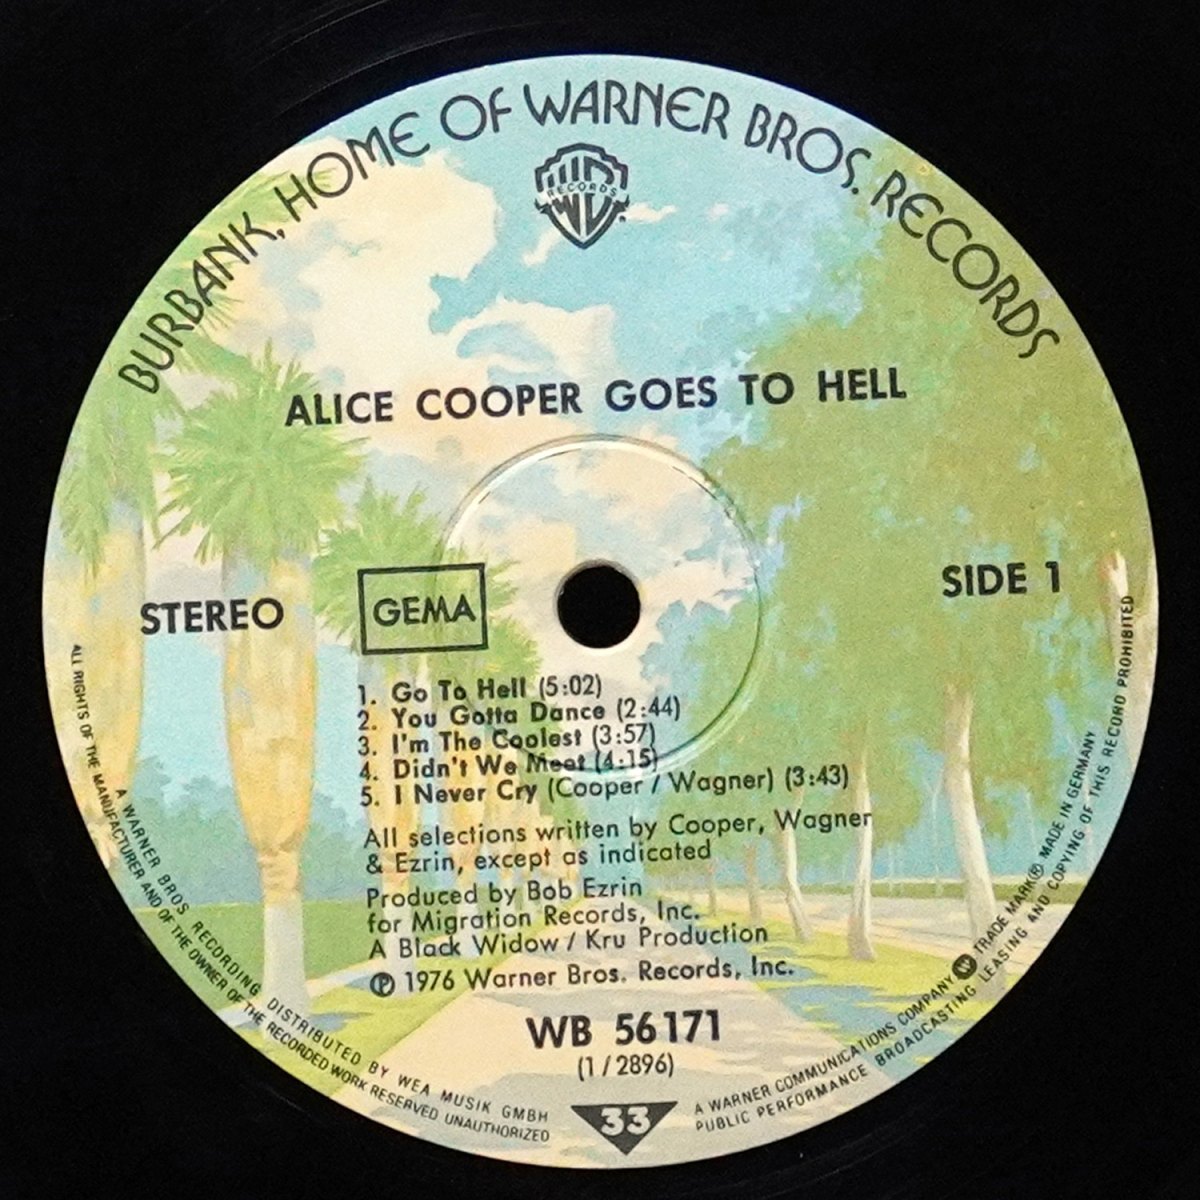 BURBANK, HOME OF WARNER BROS. RECORDS
W
RECORDS
ALICE COOPER GOES TO HELL
STEREO
GEMA
SIDE 1
1. Go To Hell (5:02)
2. You Gotta Dance (2:44)
3. I'm The Coolest (3:57)
4. Didn't We Meet (4:15)
5. I Never Cry (Cooper / Wagner) (3:43)
All selections written by Cooper, Wagner
& Ezrin, except as indicated
Produced by Bob Ezrin
for Migration Records, Inc.
A Black Widow / Kru Production
℗ 1976 Warner Bros. Records, Inc.
WB 56171
(1 / 2896)
33
A WARNER BROS RECORDING DISTRIBUTED BY WEA MUSIK GMBH
A WARNER COMMUNICATIONS COMPANY W TRADE MARK® MADE IN GERMANY
ALL RIGHTS OF THE MANUFACTURER AND OF THE OWNER OF THE RECORDED WORK RESERVED UNAUTHORIZED
PUBLIC PERFORMANCE BROADCASTING LEASING AND COPYING OF THIS RECORD PROHIBITED